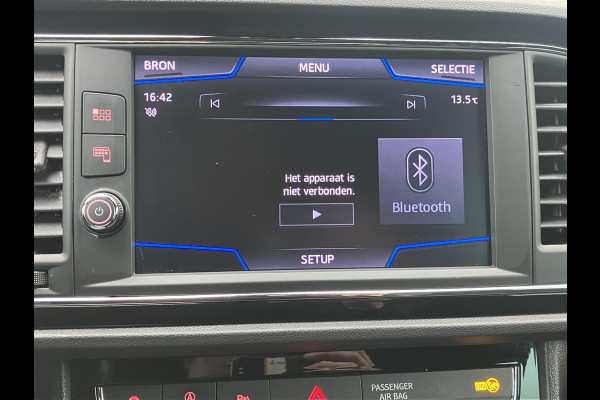 BRON
MENU
SELECTIE
16:42
13.5℃
Het apparaat is
niet verbonden.
Bluetooth
SETUP
PASSENGER
AIR BAG